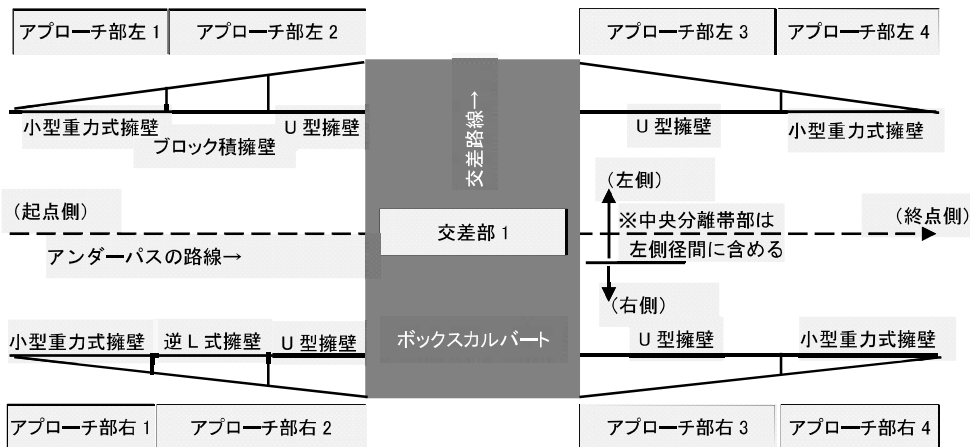 アプローチ部左1
アプローチ部左2
アプローチ部左3
アプローチ部左4
小型重力式擁壁
ブロック積擁壁
U型擁壁
交差路線→
U型擁壁
小型重力式擁壁
(起点側)
アンダーパスの路線→
交差部1
(左側)
※中央分離帯部は
左側径間に含める
(終点側)
(右側)
小型重力式擁壁
逆L式擁壁
U型擁壁
ボックスカルバート
U型擁壁
小型重力式擁壁
アプローチ部右1
アプローチ部右2
アプローチ部右3
アプローチ部右4